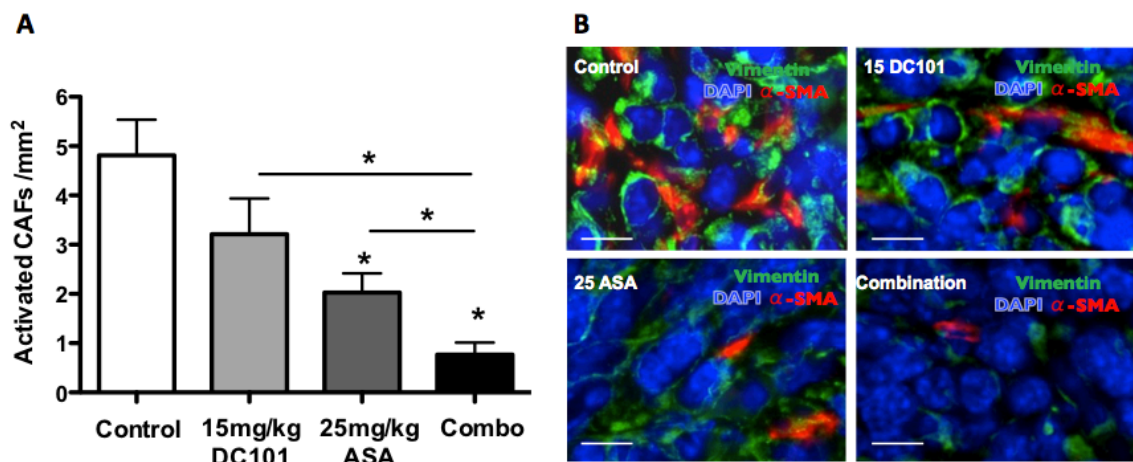 A
B
Activated CAFs /mm²
6
5
4
3
2
1
0
*
*
*
*
Control
15mg/kg
DC101
25mg/kg
ASA
Combo
Control
Vimentin
DAPI α-SMA
15 DC101
Vimentin
DAPI α-SMA
25 ASA
Vimentin
DAPI α-SMA
Combination
Vimentin
DAPI α-SMA